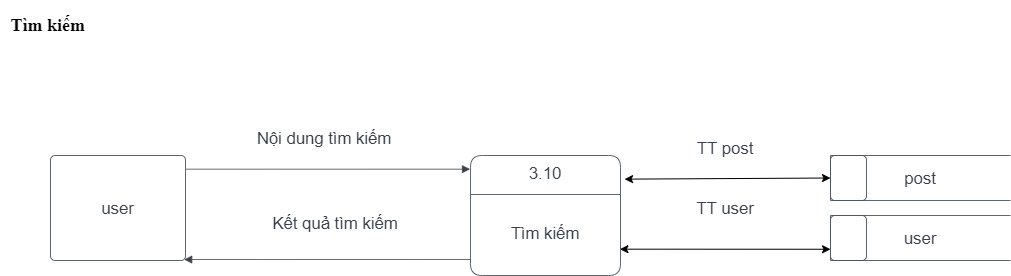 Tìm kiếm
Nội dung tìm kiếm
TT post
3.10
post
user
Kết quả tìm kiếm
Tìm kiếm
TT user
user